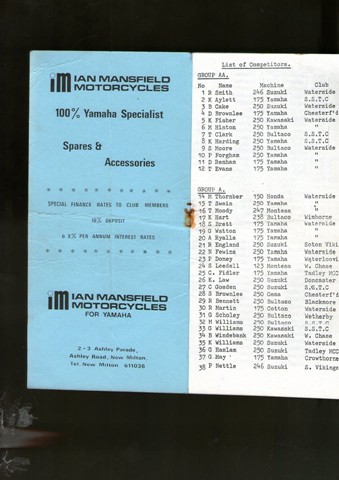 IAN MANSFIELD
MOTORCYCLES
100% Yamaha Specialist
Spares &
Accessories
SPECIAL FINANCE RATES TO CLUB MEMBERS
10% DEPOSIT
PER ANNUM INTEREST RATES
IAN MANSFIELD
MOTORCYCLES
FOR YAMAHA
2-3 Ashley Parade,
Ashley Road, New Milton.
Tel. New Milton 611036
List of Competitors.
GROUP AA.
No Name Machine Club
1 R Smith 246 Suzuki Waterside
2 K Aylett 175 Yamaha S.S.T.C
3 B Cake 250 Suzuki Waterside
4 D Brownlee 175 Yamaha Chesterf'd
5 K Fisher 250 Kawasaki Waterside
6 M Histon 250 Yamaha "
7 T Clark 250 Bultaco S.S.T.C
8 K Harding 250 Yamaha S.S.T.C
9 S Moore 250 Bultaco Waterside
10 P Forgham 250 Yamaha "
11 D Benham 175 Yamaha "
12 T Evans 175 Yamaha "
GROUP A.
14 M Thornber 150 Honda Waterside
15 T Swain 250 Yamaha "
16 T Moody 247 Montesa "
17 K Hart 238 Bultaco Wimborne
18 L Brett 175 Yamaha Waterside
19 D Watton 175 Yamaha "
20 A Ryalls 175 Yamaha "
21 R England 250 Suzuki Soton Vik
22 N Fewins 250 Yamaha Waterside
23 P Doney 175 Yamaha Waterloov
24 S Leedell 123 Montesa W. Chase
25 C. Fidler 175 Yamaha Tadley MCC
26 K. Law 250 Suzuki Doncaster
27 C Gosden 250 Suzuki S.S.T.C
28 S Brownlee 250 Ossa Chesterf'
29 R Bennett 250 Bultaco Blackmore
30 R Martin 175 Cotton Waterside
31 G Scholey 250 Bultaco Wetherby
32 M Williams 250 Bultaco S.S.T.C
33 G Williams 250 Kawasaki S.S.T.C
34 B Windebank 250 Kawasaki W. Chase
35 K Williams 250 Suzuki Waterside
36 G Haslam 250 Suzuki Tadley MCC
37 G May 175 Yamaha Crowthorne
38 P Nettle 246 Suzuki S. Vikings